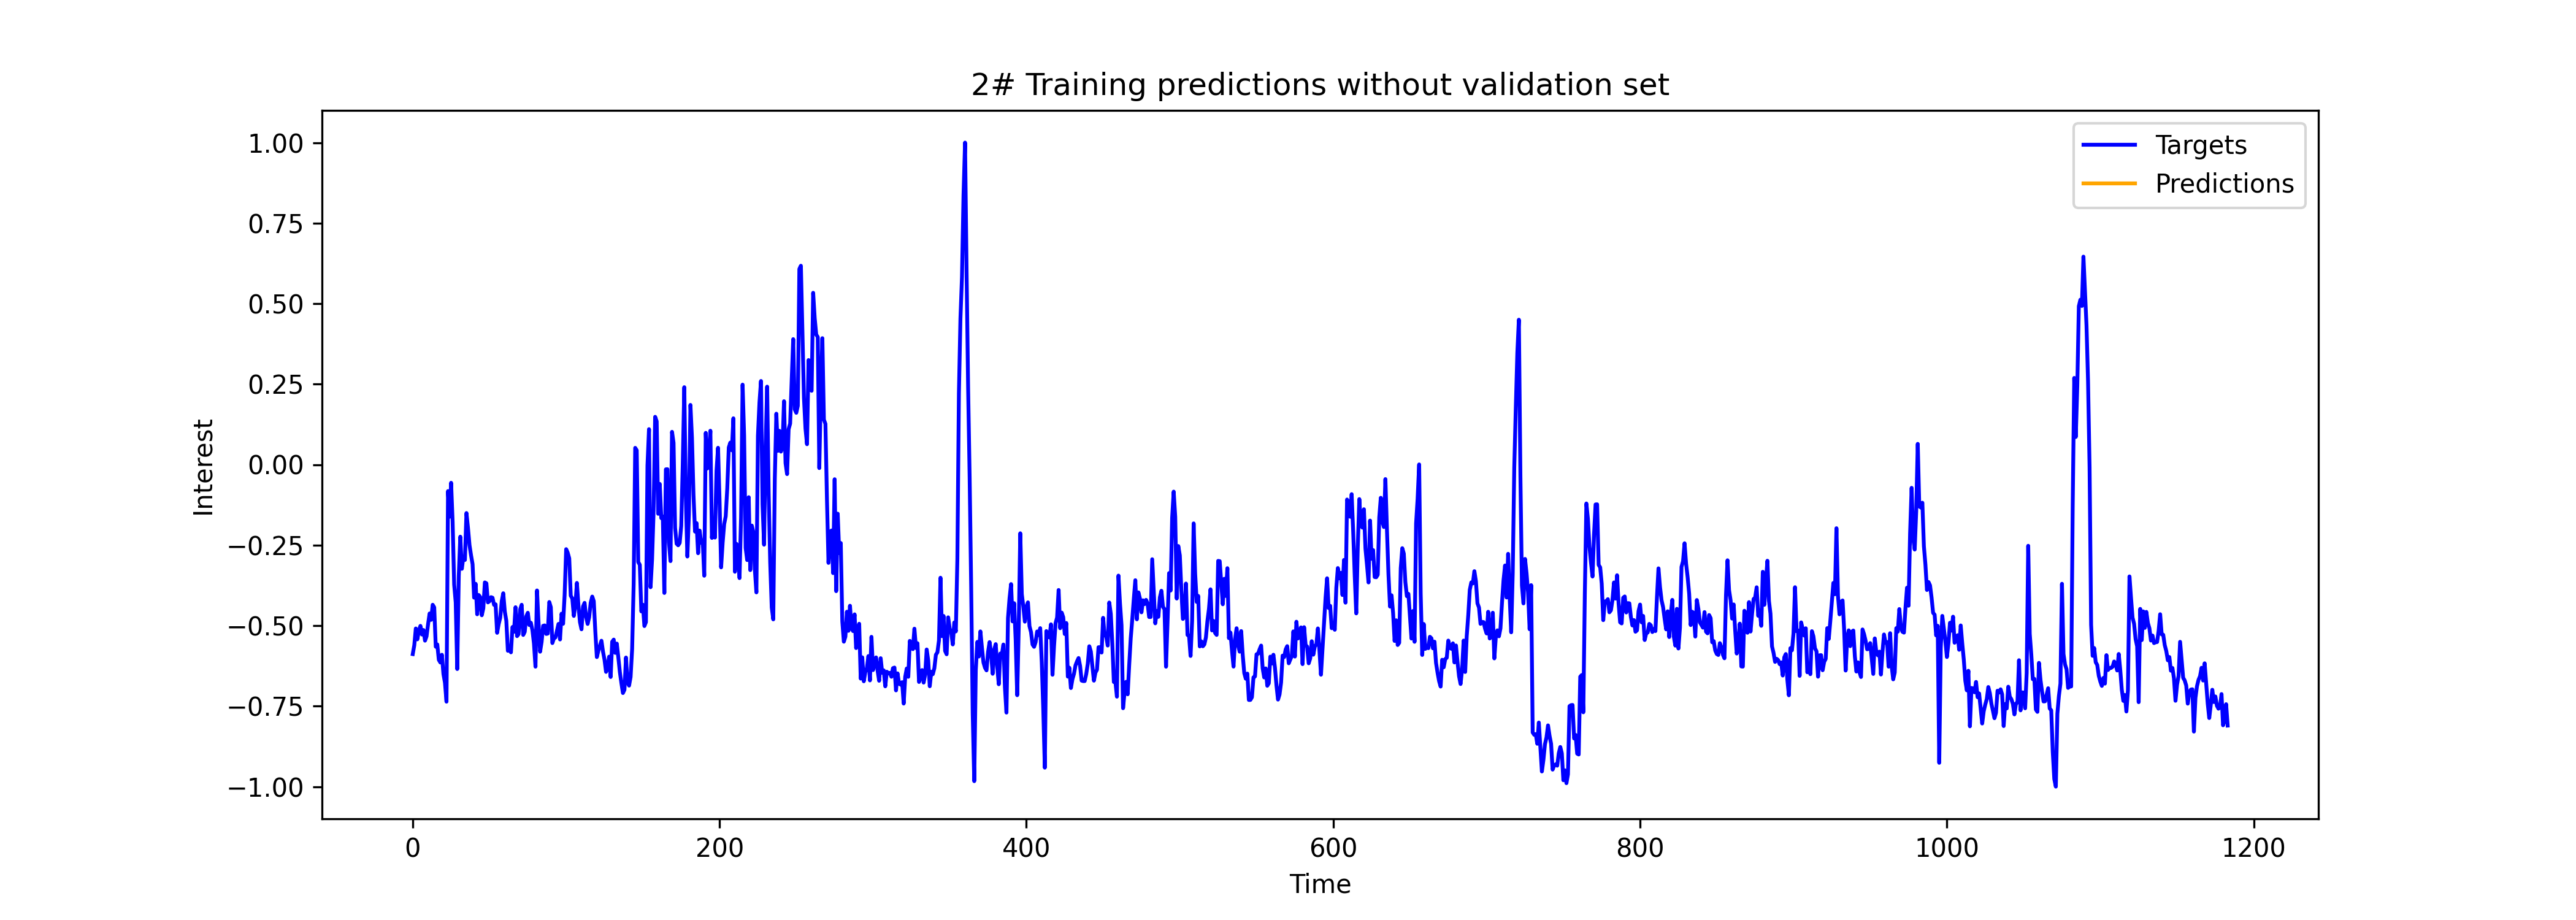 2# Training predictions without validation set
Targets
Predictions
1.00
0.75
0.50
0.25
0.00
−0.25
−0.50
−0.75
−1.00
Interest
0 200 400 600 800 1000 1200
Time